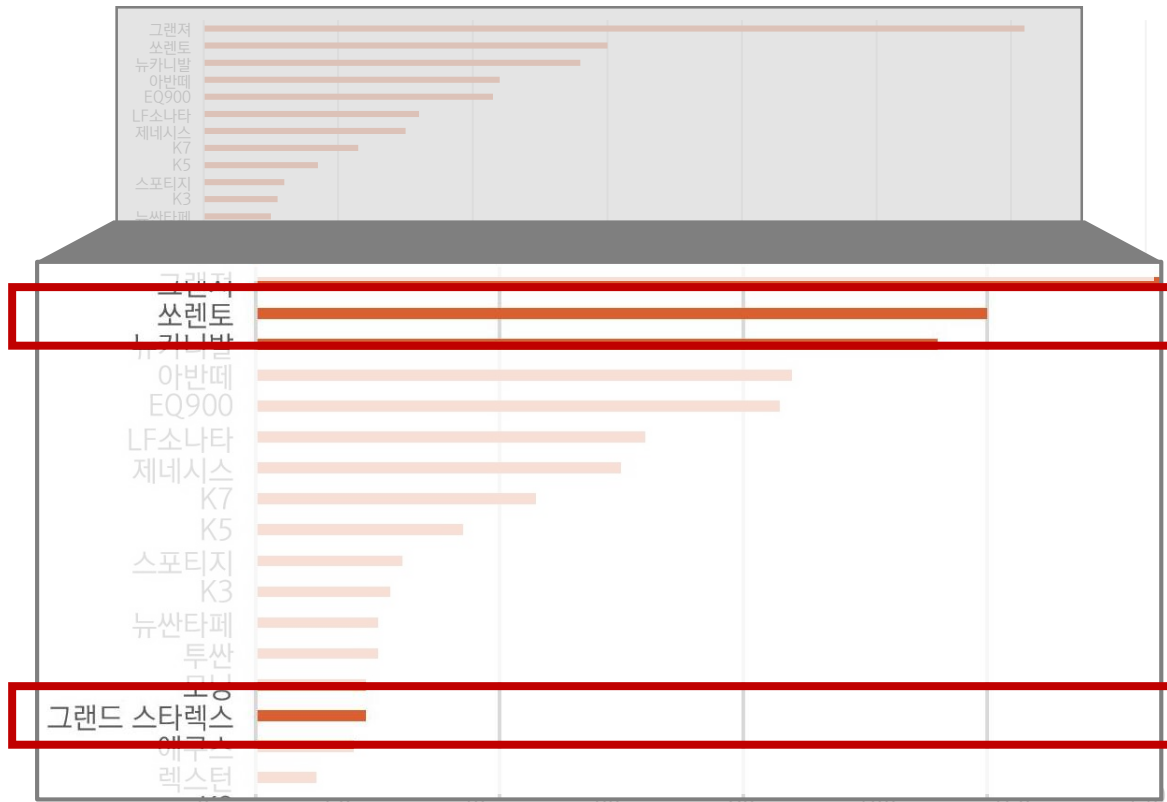 그랜져
쏘렌토
뉴카니발
아반떼
EQ900
LF소나타
제네시스
K7
K5
스포티지
K3
뉴싼타페
그랜져
쏘렌토
뉴카니발
아반떼
EQ900
LF소나타
제네시스
K7
K5
스포티지
K3
뉴싼타페
투싼
모닝
그랜드 스타렉스
에쿠스
렉스턴